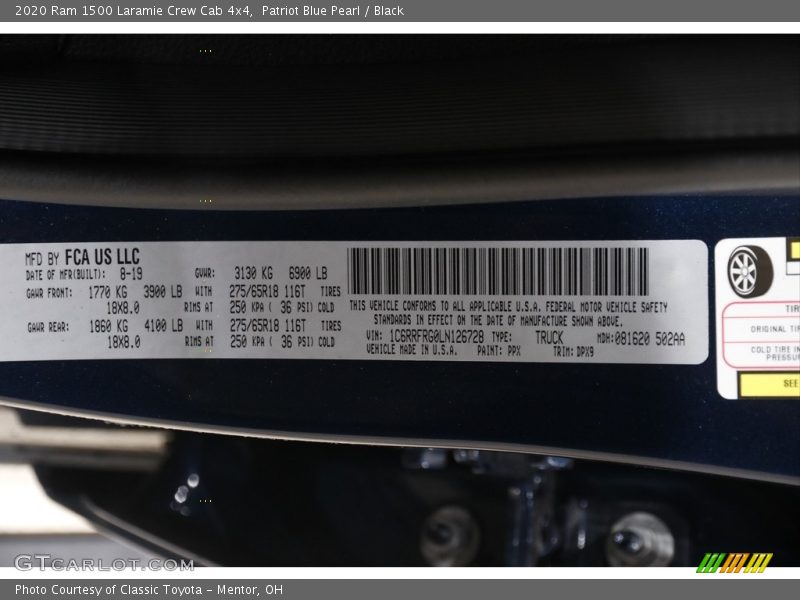 2020 Ram 1500 Laramie Crew Cab 4x4,  Patriot Blue Pearl / Black
MFD BY FCA US LLC
DATE OF MFR(BUILT): 8-19 GVWR: 3130 KG 6900 LB
GAWR FRONT: 1770 KG 3900 LB WITH 275/65R18 116T TIRES
18X8.0 RIMS AT 250 KPA ( 36 PSI) COLD
GAWR REAR: 1860 KG 4100 LB WITH 275/65R18 116T TIRES
18X8.0 RIMS AT 250 KPA ( 36 PSI) COLD
THIS VEHICLE CONFORMS TO ALL APPLICABLE U.S.A. FEDERAL MOTOR VEHICLE SAFETY
STANDARDS IN EFFECT ON THE DATE OF MANUFACTURE SHOWN ABOVE.
VIN: 1C6RRFRG0LN126728 TYPE: TRUCK MDH:081620 502AA
VEHICLE MADE IN U.S.A. PAINT: PPX TRIM: DPX9
TIR
ORIGINAL TIR
COLD TIRE IN
PRESSUR
SEE
GTCARLOT.COM
Photo Courtesy of Classic Toyota – Mentor, OH